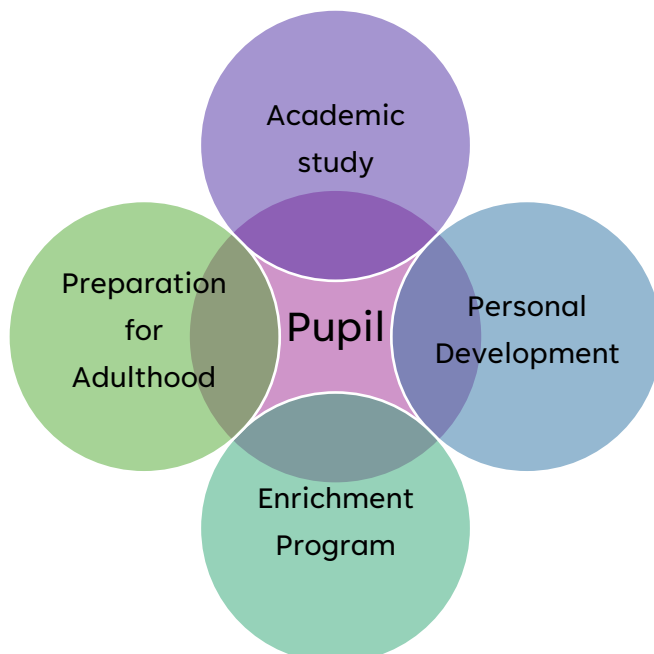 Academic
study
Preparation
for
Adulthood
Pupil
Personal
Development
Enrichment
Program